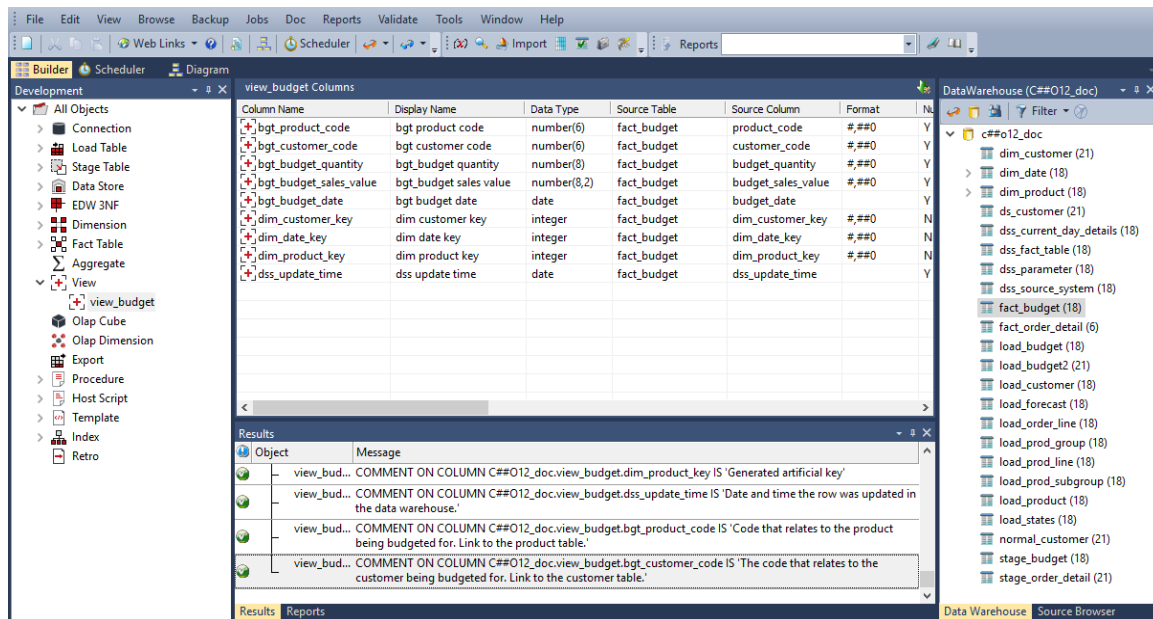 File Edit View Browse Backup Jobs Doc Reports Validate Tools Window Help
Web Links Scheduler (x) Import Reports
Builder Scheduler Diagram
Development
All Objects
Connection
Load Table
Stage Table
Data Store
EDW 3NF
Dimension
Fact Table
Aggregate
View
view_budget
Olap Cube
Olap Dimension
Export
Procedure
Host Script
Template
Index
Retro
view_budget Columns
Column Name Display Name Data Type Source Table Source Column Format Nu
bgt_product_code bgt product code number(6) fact_budget product_code #,##0 Y
bgt_customer_code bgt customer code number(6) fact_budget customer_code #,##0 Y
bgt_budget_quantity bgt_budget quantity number(8) fact_budget budget_quantity #,##0 Y
bgt_budget_sales_value bgt_budget sales value number(8,2) fact_budget budget_sales_value #,##0 Y
bgt_budget_date bgt budget date date fact_budget budget_date Y
dim_customer_key dim customer key integer fact_budget dim_customer_key #,##0 N
dim_date_key dim date key integer fact_budget dim_date_key #,##0 N
dim_product_key dim product key integer fact_budget dim_product_key #,##0 N
dss_update_time dss update time date fact_budget dss_update_time Y
Results
Object Message
view_bud... COMMENT ON COLUMN C##O12_doc.view_budget.dim_product_key IS 'Generated artificial key'
view_bud... COMMENT ON COLUMN C##O12_doc.view_budget.dss_update_time IS 'Date and time the row was updated in
the data warehouse.'
view_bud... COMMENT ON COLUMN C##O12_doc.view_budget.bgt_product_code IS 'Code that relates to the product
being budgeted for. Link to the product table.'
view_bud... COMMENT ON COLUMN C##O12_doc.view_budget.bgt_customer_code IS 'The code that relates to the
customer being budgeted for. Link to the customer table.'
Results Reports
DataWarehouse (C##O12_doc)
Filter
c##o12_doc
dim_customer (21)
dim_date (18)
dim_product (18)
ds_customer (21)
dss_current_day_details (18)
dss_fact_table (18)
dss_parameter (18)
dss_source_system (18)
fact_budget (18)
fact_order_detail (6)
load_budget (18)
load_budget2 (21)
load_customer (18)
load_forecast (18)
load_order_line (18)
load_prod_group (18)
load_prod_line (18)
load_prod_subgroup (18)
load_product (18)
load_states (18)
normal_customer (21)
stage_budget (18)
stage_order_detail (21)
Data Warehouse Source Browser